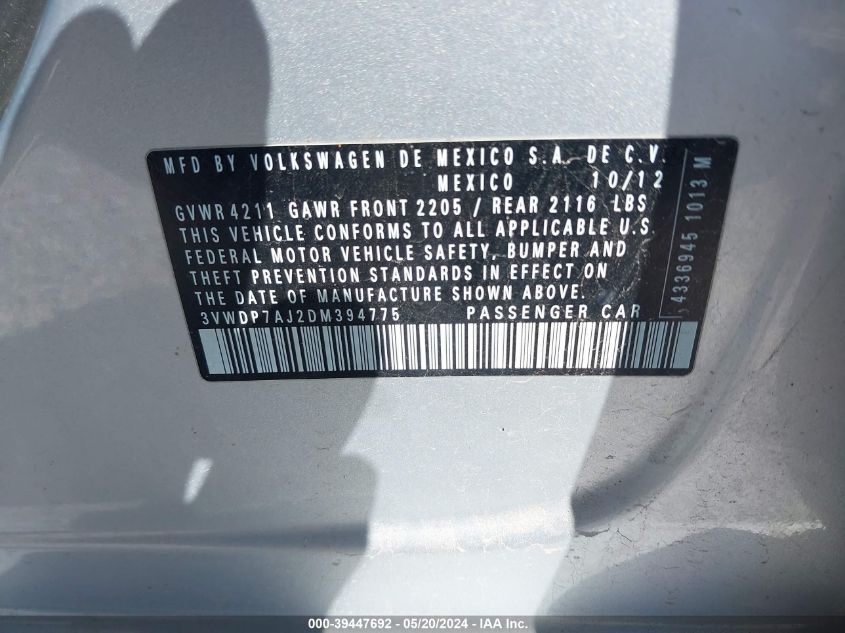 MFD BY VOLKSWAGEN DE MEXICO S.A. DE C.V.
MEXICO 10/12
GVWR 4211 GAWR FRONT 2205 / REAR 2116 LBS
THIS VEHICLE CONFORMS TO ALL APPLICABLE U.S.
FEDERAL MOTOR VEHICLE SAFETY, BUMPER AND
THEFT PREVENTION STANDARDS IN EFFECT ON
THE DATE OF MANUFACTURE SHOWN ABOVE.
3VWDP7AJ2DM394775 PASSENGER CAR
4336945 1013 M
000-39447692 - 05/20/2024 - IAA Inc.